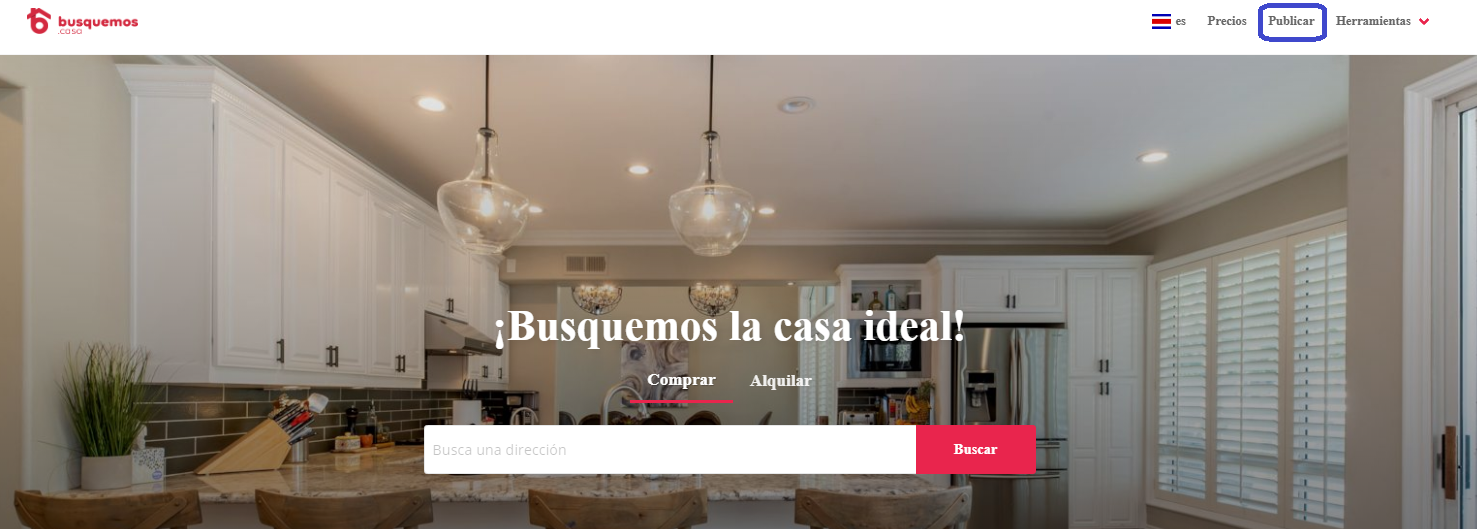 busquemos
.casa
es Precios Publicar Herramientas
¡Busquemos la casa ideal!
Comprar Alquilar
Busca una dirección Buscar